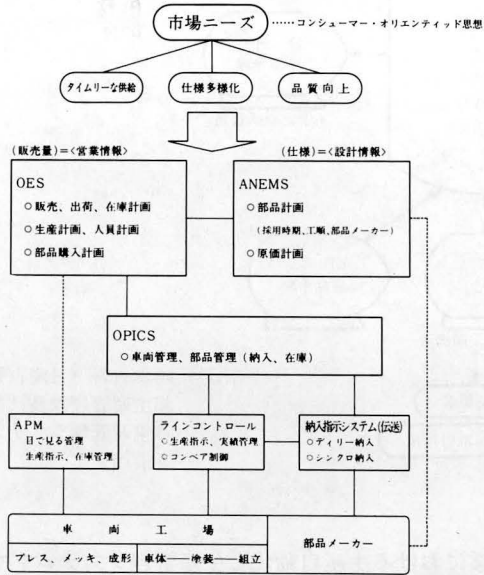 市場ニーズ ……コンシューマー・オリエンティッド思想
タイムリーな供給 仕様多様化 品質向上
(販売量)=<営業情報> (仕様)=<設計情報>
OES
○販売、出荷、在庫計画
○生産計画、人員計画
○部品購入計画
ANEMS
○部品計画
(採用時期、工順、部品メーカー)
○原価計画
OPICS
○車両管理、部品管理(納入、在庫)
APM
目で見る管理
生産指示、在庫管理
ラインコントロール
○生産指示、実績管理
○コンベア制御
納入指示システム(伝送)
○ディリー納入
○シンクロ納入
車両工場
プレス、メッキ、成形 車体―塗装―組立
部品メーカー